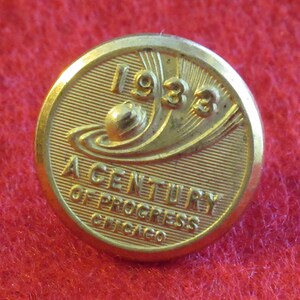 1933
A CENTURY
OF PROGRESS
CHICAGO